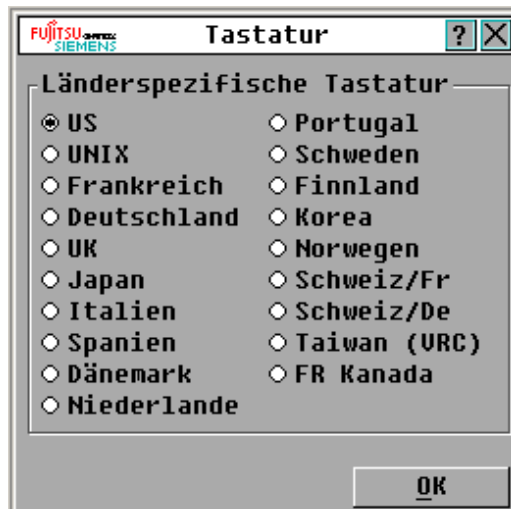 FUJITSU COMPUTERS
SIEMENS
Tastatur
?
Länderspezifische Tastatur
US
UNIX
Frankreich
Deutschland
UK
Japan
Italien
Spanien
Dänemark
Niederlande
Portugal
Schweden
Finnland
Korea
Norwegen
Schweiz/Fr
Schweiz/De
Taiwan (VRC)
FR Kanada
OK